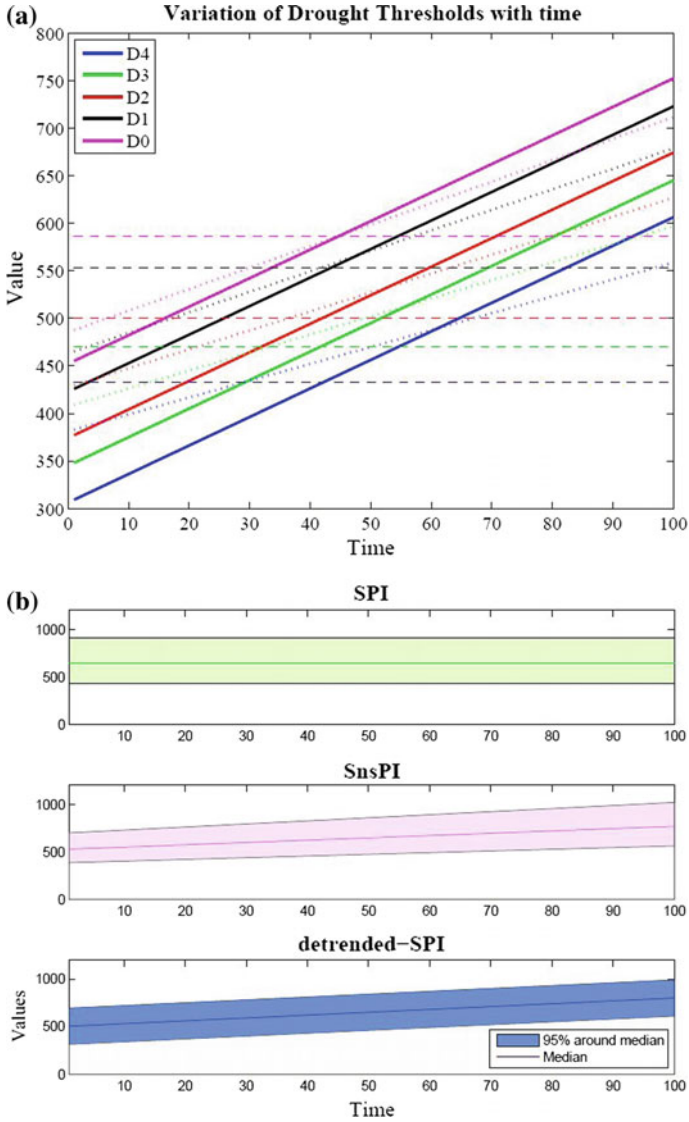 (a)
Variation of Drought Thresholds with time
800
750
700
650
600
550
500
450
400
350
300
Value
D4
D3
D2
D1
D0
0 10 20 30 40 50 60 70 80 90 100
Time
(b)
SPI
1000
500
0
10 20 30 40 50 60 70 80 90 100
SnsPI
1000
500
0
10 20 30 40 50 60 70 80 90 100
detrended-SPI
1000
500
0
Values
95% around median
Median
10 20 30 40 50 60 70 80 90 100
Time